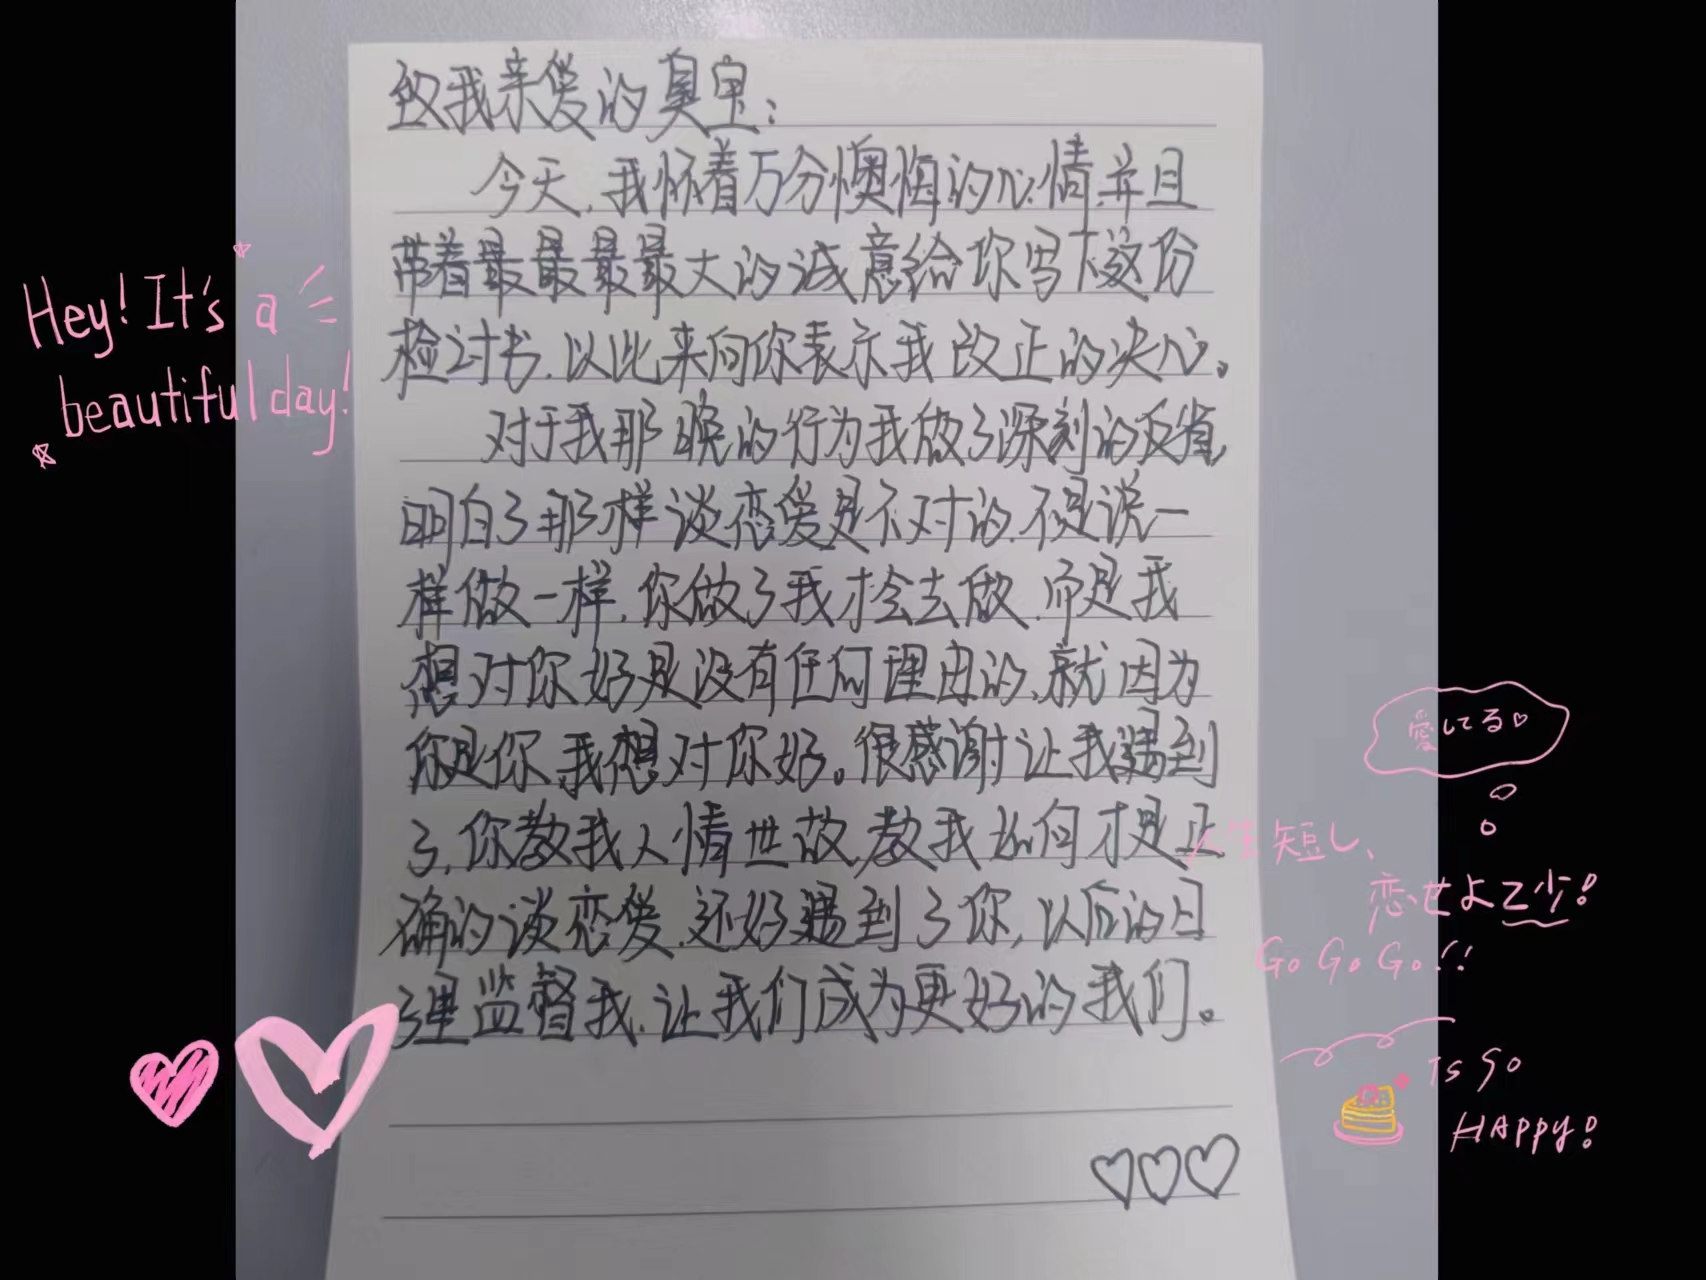 致我亲爱的臭宝：
今天，我怀着万分懊悔的心情并且
带着最最最最大的诚意给你写下这份
检讨书，以此来向你表示我改正的决心。
对于我那晚的行为我做了深刻的反省，
明白了那样谈恋爱是不对的，不是说一
样做一样，你做了我才会去做，而是我
想对你好是没有任何理由的，就因为
你是你，我想对你好。很感谢让我遇到
了，你教我人情世故，教我如何才是正
确的谈恋爱，还好遇到了你，以后的日
子里监督我，让我们成为更好的我们。
♡♡♡
Hey! It's a
beautiful day!
愛してる♡
人生短し、
恋せよ乙女!
Go Go Go!!
Is So
HAPPY!